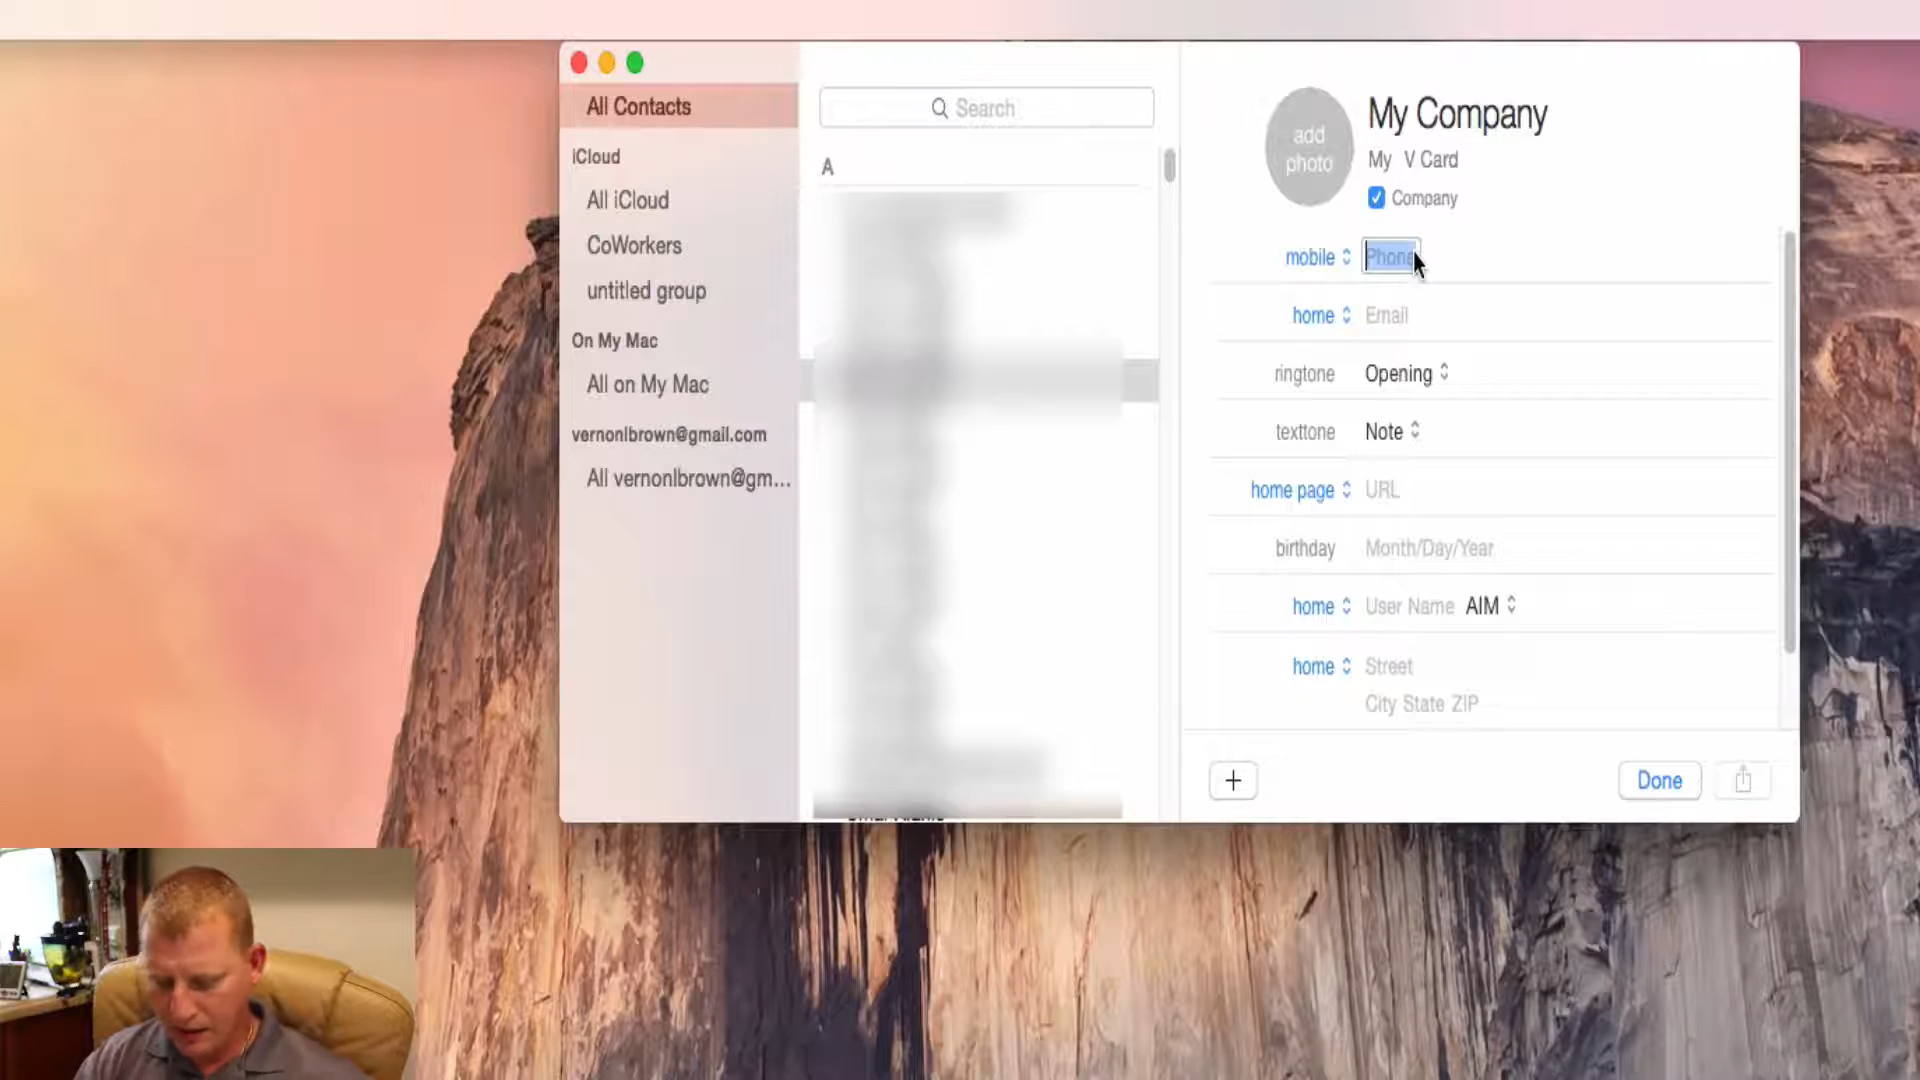 All Contacts
iCloud
All iCloud
CoWorkers
untitled group
On My Mac
All on My Mac
vernonlbrown@gmail.com
All vernonlbrown@gm...
Search
A
add
photo
My Company
My V Card
Company
mobile Phone
home Email
ringtone Opening
texttone Note
home page URL
birthday Month/Day/Year
home User Name AIM
home Street
City State ZIP
+
Done